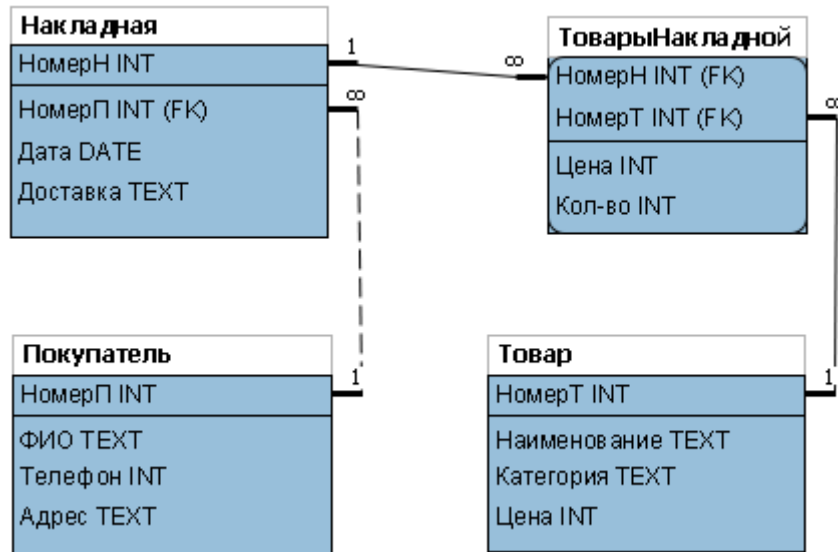 Накладная
НомерН INT
НомерП INT (FK)
Дата DATE
Доставка TEXT
1
∞
∞
ТоварыНакладной
НомерН INT (FK)
НомерТ INT (FK)
Цена INT
Кол-во INT
∞
Покупатель
НомерП INT
ФИО TEXT
Телефон INT
Адрес TEXT
1
Товар
НомерТ INT
Наименование TEXT
Категория TEXT
Цена INT
1